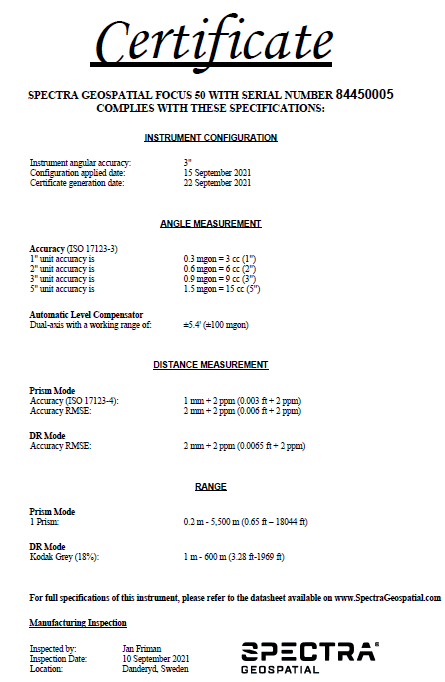 Certificate
SPECTRA GEOSPATIAL FOCUS 50 WITH SERIAL NUMBER 84450005
COMPLIES WITH THESE SPECIFICATIONS:
INSTRUMENT CONFIGURATION
Instrument angular accuracy: 3"
Configuration applied date: 15 September 2021
Certificate generation date: 22 September 2021
ANGLE MEASUREMENT
Accuracy (ISO 17123-3)
1" unit accuracy is 0.3 mgon = 3 cc (1")
2" unit accuracy is 0.6 mgon = 6 cc (2")
3" unit accuracy is 0.9 mgon = 9 cc (3")
5" unit accuracy is 1.5 mgon = 15 cc (5")
Automatic Level Compensator
Dual-axis with a working range of: ±5.4' (±100 mgon)
DISTANCE MEASUREMENT
Prism Mode
Accuracy (ISO 17123-4): 1 mm + 2 ppm (0.003 ft + 2 ppm)
Accuracy RMSE: 2 mm + 2 ppm (0.006 ft + 2 ppm)
DR Mode
Accuracy RMSE: 2 mm + 2 ppm (0.0065 ft + 2 ppm)
RANGE
Prism Mode
1 Prism: 0.2 m - 5,500 m (0.65 ft – 18044 ft)
DR Mode
Kodak Grey (18%): 1 m - 600 m (3.28 ft-1969 ft)
For full specifications of this instrument, please refer to the datasheet available on www.SpectraGeospatial.com
Manufacturing Inspection
Inspected by: Jan Friman
Inspection Date: 10 September 2021
Location: Danderyd, Sweden
SPECTRA®
GEOSPATIAL